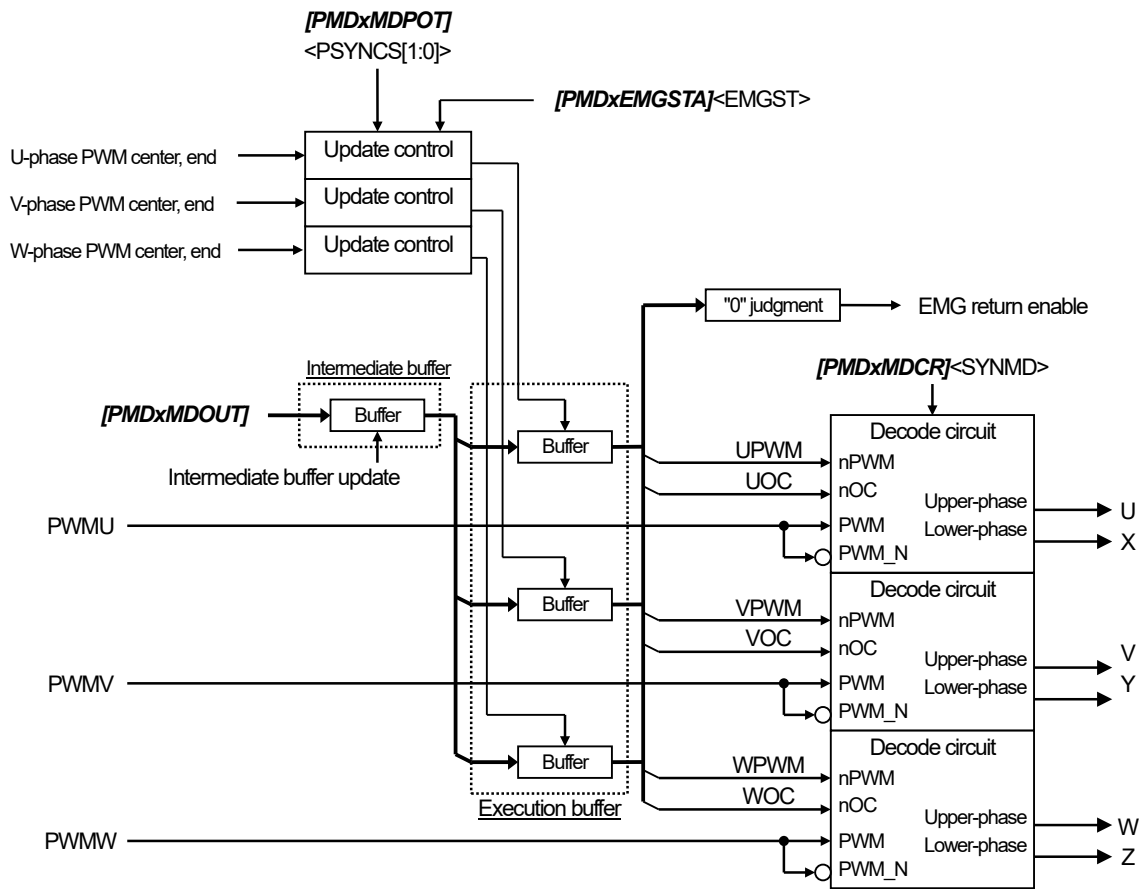 [PMDxMDPOT]
<PSYNCS[1:0]>
[PMDxEMGSTA]<EMGST>
U-phase PWM center, end
Update control
V-phase PWM center, end
Update control
W-phase PWM center, end
Update control
"0" judgment
EMG return enable
Intermediate buffer
[PMDxMDCR]<SYNMD>
[PMDxMDOUT]
Buffer
Intermediate buffer update
Buffer
Decode circuit
UPWM
nPWM
UOC
nOC
Upper-phase
U
PWMU
PWM
Lower-phase
X
PWM_N
Buffer
Decode circuit
VPWM
nPWM
VOC
nOC
Upper-phase
V
PWMV
PWM
Lower-phase
Y
PWM_N
Buffer
Decode circuit
WPWM
nPWM
WOC
nOC
Execution buffer
Upper-phase
W
PWMW
PWM
Lower-phase
Z
PWM_N